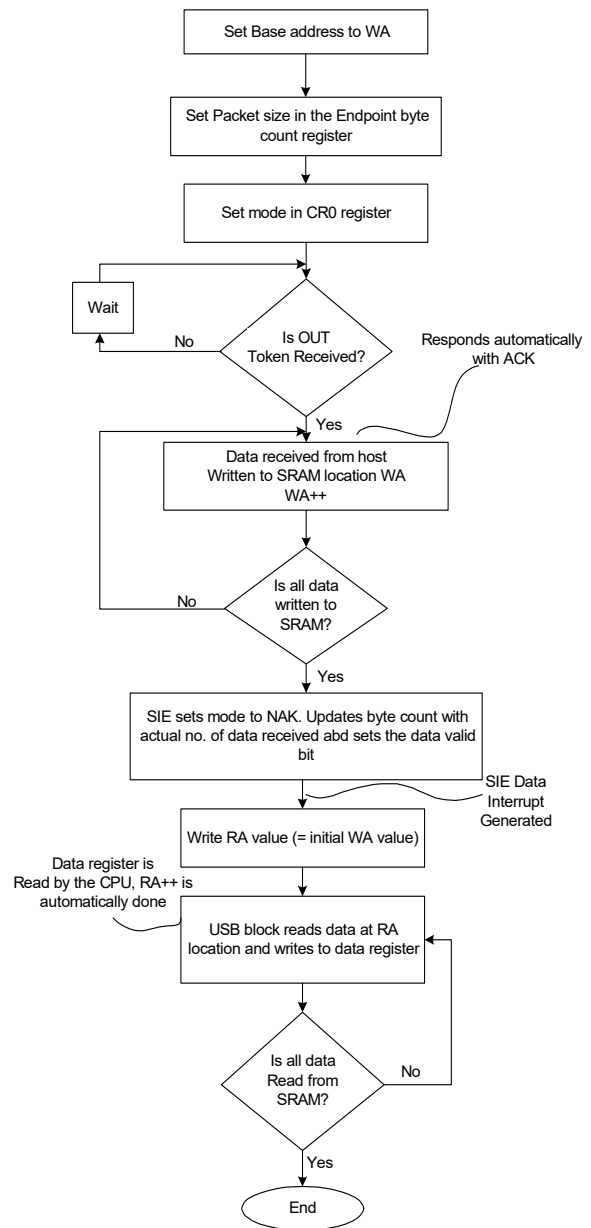 Set Base address to WA
Set Packet size in the Endpoint byte
count register
Set mode in CR0 register
Wait
No
Is OUT
Token Received?
Responds automatically
with ACK
Yes
Data received from host
Written to SRAM location WA
WA++
Is all data
written to
SRAM?
No
Yes
SIE sets mode to NAK. Updates byte count with
actual no. of data received abd sets the data valid
bit
SIE Data
Interrupt
Generated
Write RA value (= initial WA value)
Data register is
Read by the CPU, RA++ is
automatically done
USB block reads data at RA
location and writes to data register
Is all data
Read from
SRAM?
No
Yes
End